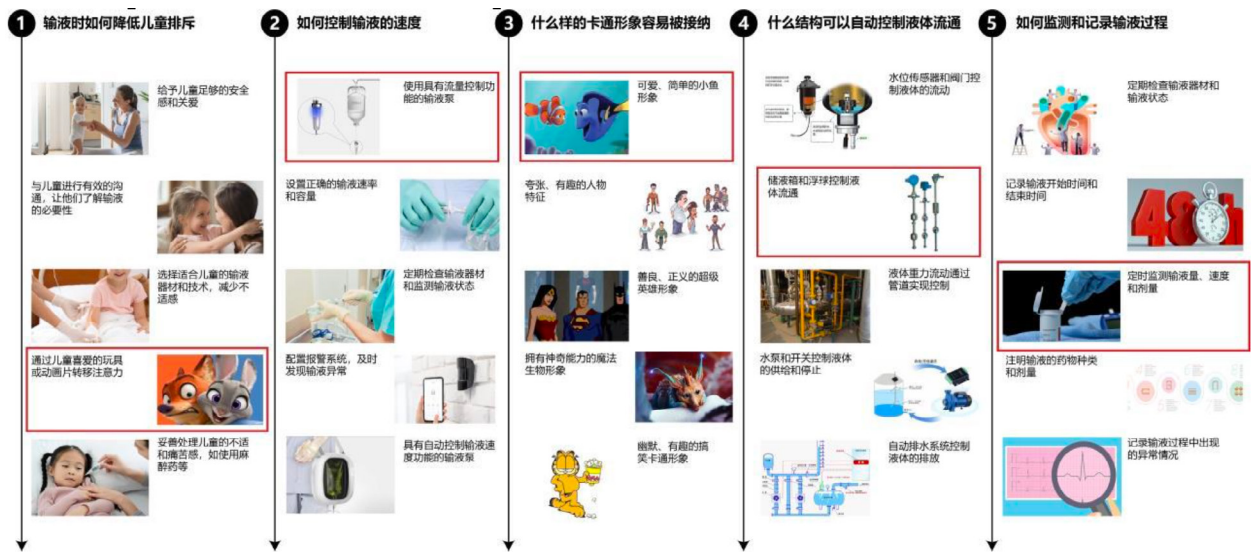 1 输液时如何降低儿童排斥
给予儿童足够的安全
感和关爱
与儿童进行有效的沟
通，让他们了解输液
的必要性
选择适合儿童的输液
器材和技术，减少不
适感
通过儿童喜爱的玩具
或动画片转移注意力
妥善处理儿童的不适
和痛苦感，如使用麻
醉药等
2 如何控制输液的速度
使用具有流量控制功
能的输液泵
设置正确的输液速率
和容量
定期检查输液器材
和监测输液状态
配置报警系统，及时
发现输液异常
具有自动控制输液速
度功能的输液泵
3 什么样的卡通形象容易被接纳
可爱、简单的小鱼
形象
夸张、有趣的人物
特征
善良、正义的超级
英雄形象
拥有神奇能力的魔法
生物形象
幽默、有趣的搞
笑卡通形象
4 什么结构可以自动控制液体流通
水位传感器和阀门控
制液体的流动
储液箱和浮球控制液
体流通
液体重力流动通过
管道实现控制
水泵和开关控制液体
的供给和停止
自动排水系统控制
液体的排放
5 如何监测和记录输液过程
定期检查输液器材和
输液状态
记录输液开始时间和
结束时间
48h
定时监测输液量、速度
和剂量
注明输液的药物种类
和剂量
记录输液过程中出现
的异常情况